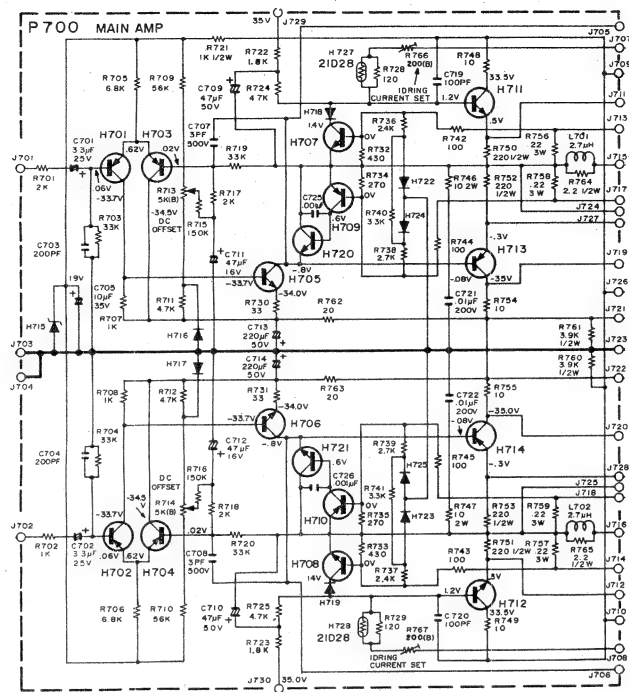 P700 MAIN AMP
35V J729
J705
J707
J709
J711
J713
J715
J717
J724
J727
J719
J726
J721
J723
J722
J720
J728
J725
J718
J716
J714
J712
J710
J708
J706
R721
1K 1/2W
R722
1.8K
H727
21D28
R728
120
R766
200(B)
IDRING
CURRENT SET
R748
10
33.5V
R705
6.8K
R709
56K
C709
47µF
50V
R724
4.7K
C719
100PF
1.2V
H711
.5V
H718
1.4V
H707
.0V
R736
2.4K
R742
100
R756
.22
3W
L701
2.7µH
R764
2.2 1/2W
H701
.62V
H703
.02V
C707
3PF
500V
R719
33K
R732
430
R750
220 1/2W
J701
R701
2K
C701
3.3µF
25V
.06V
-33.7V
R713
5K(B)
-34.5V
DC
OFFSET
R717
2K
R715
150K
C725
.001µF
R734
270
.0V
H722
R746
10 2W
R752
220
1/2W
R758
.22
3W
R703
33K
.6V
H709
R740
3.3K
H724
H720
R738
2.7K
R744
100
-.3V
H713
C703
200PF
C711
47µF
16V
-.8V
-33.7V
H705
-.08V
-35V
.19V
C705
10µF
35V
-34.0V
R730
33
R762
20
C721
.01µF
200V
R754
10
H715
R707
1K
R711
4.7K
H716
C713
220µF
50V
R761
3.9K
1/2W
J703
J704
H717
C714
220µF
50V
R760
3.9K
1/2W
R708
1K
R712
4.7K
R731
33
R763
20
R755
10
-34.0V
-33.7V
H706
-.8V
C722
.01µF
200V
-.08V
-35.0V
H714
R704
33K
C704
200PF
C712
47µF
16V
H721
.6V
R739
2.7K
R745
100
-.3V
DC
OFFSET
R716
150K
C726
.001µF
R741
3.3K
H725
-33.7V
-34.5V
R714
5K(B)
R718
2K
H710
.0V
R735
270
H723
R747
10
2W
R753
220
1/2W
R759
.22
3W
L702
2.7µH
J702
R702
1K
C702
3.3µF
25V
.06V
.62V
.02V
C708
3PF
500V
R720
33K
R733
430
R751
220 1/2W
R757
.22
3W
R765
2.2
1/2W
H702
H704
H708
1.4V
.0V
R737
2.4K
R743
100
H719
1.2V
.5V
H712
33.5V
R706
6.8K
R710
56K
C710
47µF
50V
R725
4.7K
R723
1.8K
H728
21D28
R729
120
R767
200(B)
IDRING
CURRENT SET
C720
100PF
R749
10
J730 35.0V